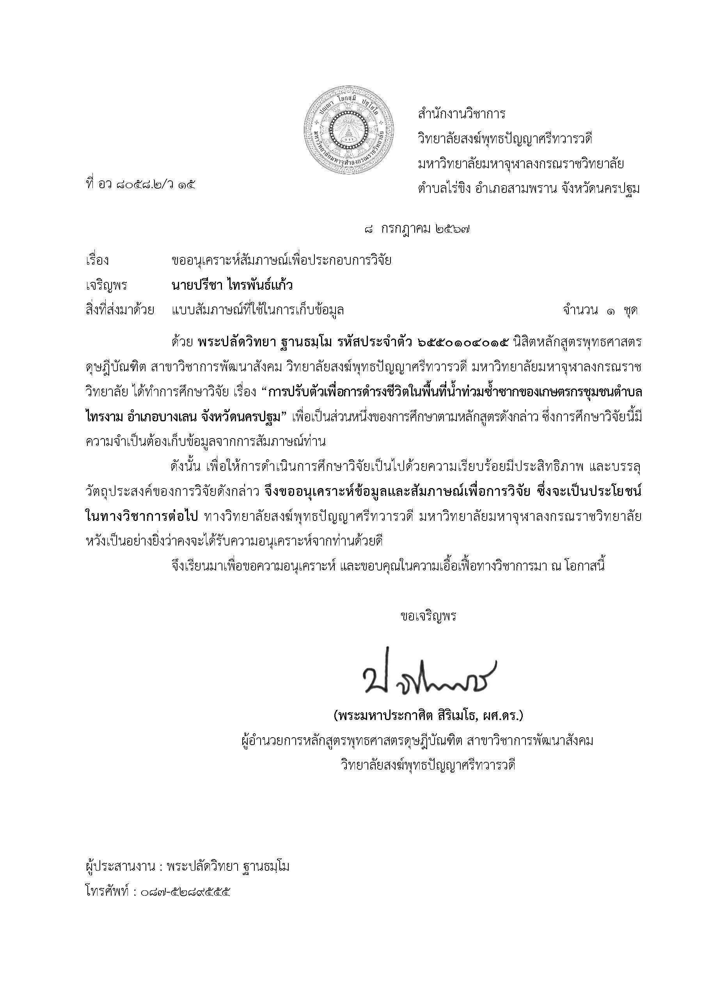 ปญฺญา โลกสฺมิ ปชฺโชโต
มหาวิทยาลัยมหาจุฬาลงกรณราชวิทยาลัย
ม จ ร
สำนักงานวิชาการ
วิทยาลัยสงฆ์พุทธปัญญาศรีทวารวดี
มหาวิทยาลัยมหาจุฬาลงกรณราชวิทยาลัย
ที่ อว ๘๐๕๘.๒/ว ๑๕
ตำบลไร่ขิง อำเภอสามพราน จังหวัดนครปฐม
๘ กรกฎาคม ๒๕๖๗
เรื่อง ขออนุเคราะห์สัมภาษณ์เพื่อประกอบการวิจัย
เจริญพร นายปรีชา ไทรพันธ์แก้ว
สิ่งที่ส่งมาด้วย แบบสัมภาษณ์ที่ใช้ในการเก็บข้อมูล จำนวน ๑ ชุด
ด้วย พระปลัดวิทยา ฐานธมฺโม รหัสประจำตัว ๖๕๕๐๑๐๔๐๑๕ นิสิตหลักสูตรพุทธศาสตร
ดุษฎีบัณฑิต สาขาวิชาการพัฒนาสังคม วิทยาลัยสงฆ์พุทธปัญญาศรีทวารวดี มหาวิทยาลัยมหาจุฬาลงกรณราช
วิทยาลัย ได้ทำการศึกษาวิจัย เรื่อง “การปรับตัวเพื่อการดำรงชีวิตในพื้นที่น้ำท่วมซ้ำซากของเกษตรกรชุมชนตำบล
ไทรงาม อำเภอบางเลน จังหวัดนครปฐม” เพื่อเป็นส่วนหนึ่งของการศึกษาตามหลักสูตรดังกล่าว ซึ่งการศึกษาวิจัยนี้มี
ความจำเป็นต้องเก็บข้อมูลจากการสัมภาษณ์ท่าน
ดังนั้น เพื่อให้การดำเนินการศึกษาวิจัยเป็นไปด้วยความเรียบร้อยมีประสิทธิภาพ และบรรลุ
วัตถุประสงค์ของการวิจัยดังกล่าว จึงขออนุเคราะห์ข้อมูลและสัมภาษณ์เพื่อการวิจัย ซึ่งจะเป็นประโยชน์
ในทางวิชาการต่อไป ทางวิทยาลัยสงฆ์พุทธปัญญาศรีทวารวดี มหาวิทยาลัยมหาจุฬาลงกรณราชวิทยาลัย
หวังเป็นอย่างยิ่งว่าคงจะได้รับความอนุเคราะห์จากท่านด้วยดี
จึงเรียนมาเพื่อขอความอนุเคราะห์ และขอบคุณในความเอื้อเฟื้อทางวิชาการมา ณ โอกาสนี้
ขอเจริญพร
(พระมหาประกาศิต สิริเมโธ, ผศ.ดร.)
ผู้อำนวยการหลักสูตรพุทธศาสตรดุษฎีบัณฑิต สาขาวิชาการพัฒนาสังคม
วิทยาลัยสงฆ์พุทธปัญญาศรีทวารวดี
ผู้ประสานงาน : พระปลัดวิทยา ฐานธมฺโม
โทรศัพท์ : ๐๘๗-๕๒๘๙๕๕๕